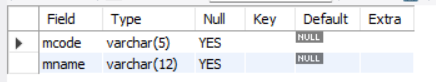 Field Type Null Key Default Extra
mcode varchar(5) YES NULL
mname varchar(12) YES NULL